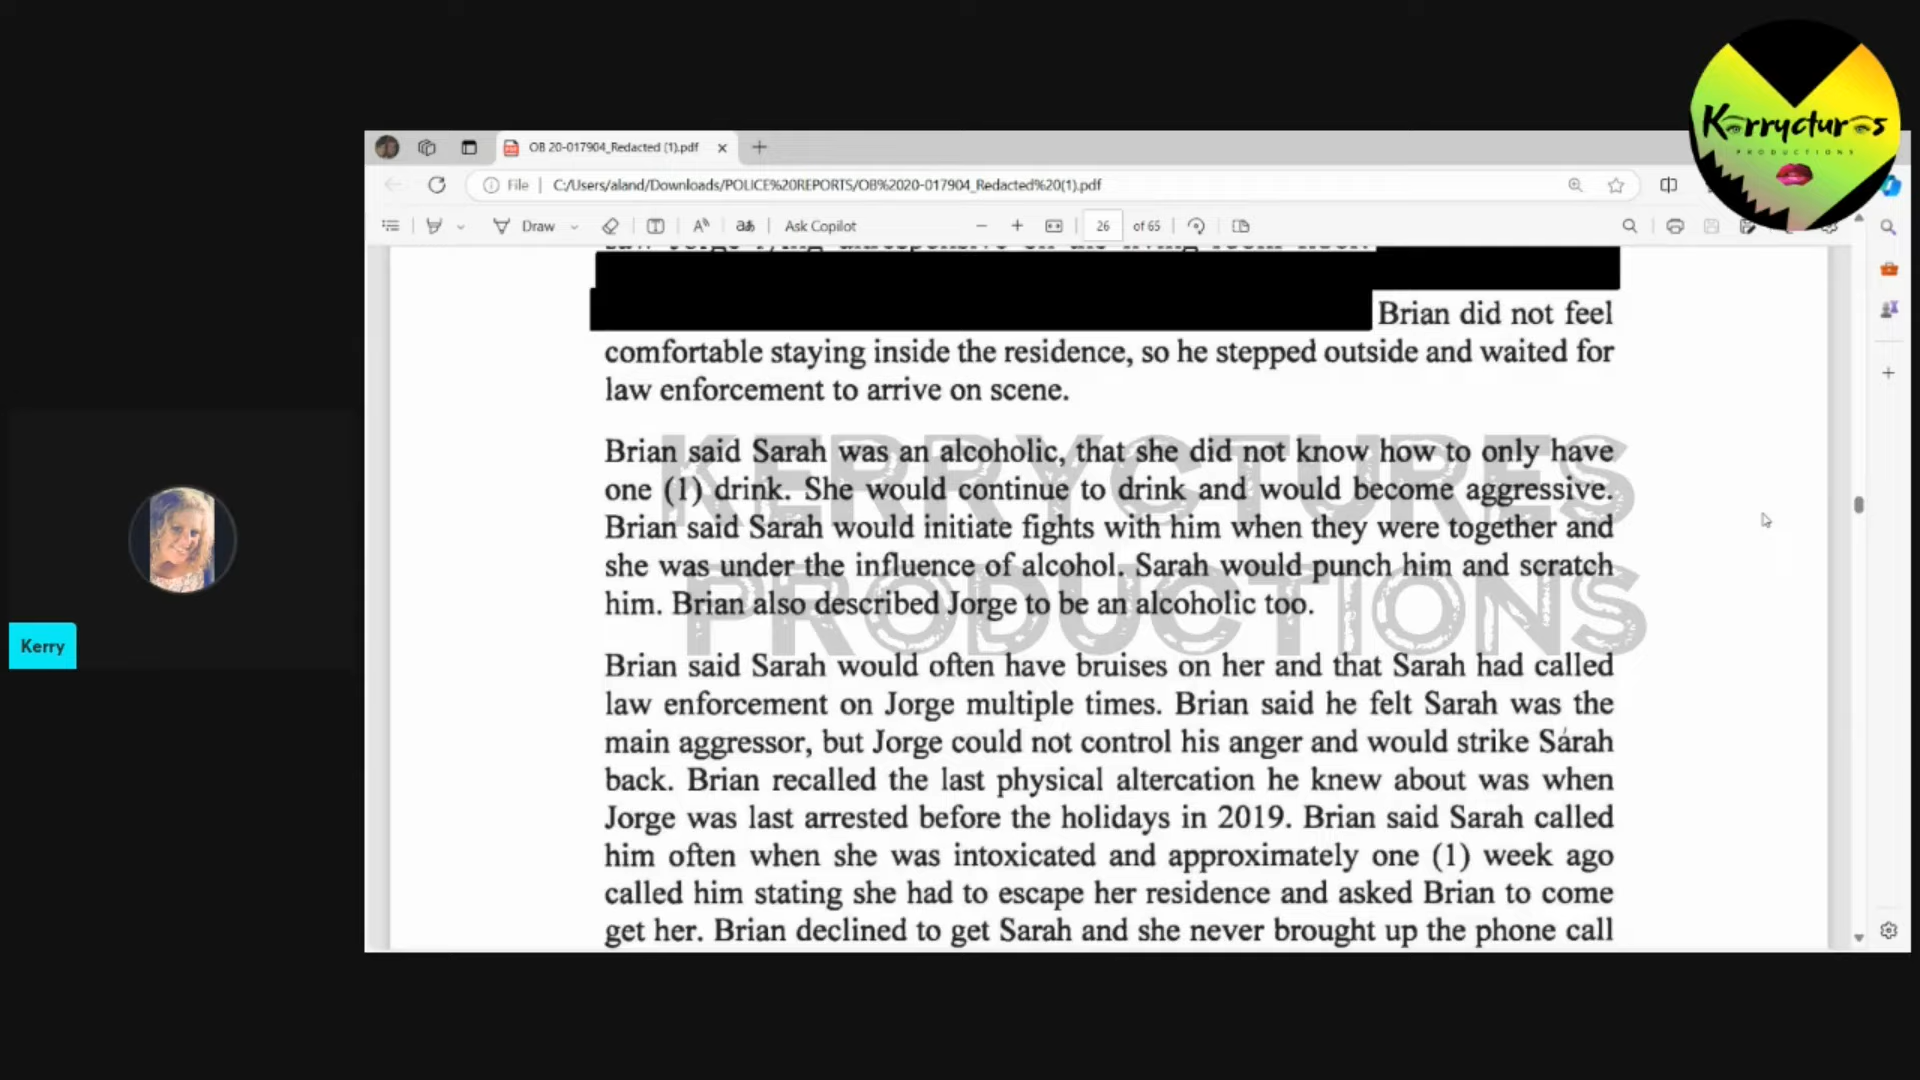 Kerryctures
PRODUCTIONS
OB 20-017904_Redacted (1).pdf
File
C:/Users/aland/Downloads/POLICE%20REPORTS/OB%2020-017904_Redacted%20(1).pdf
Draw
Ask Copilot
26
of 65
saw Jorge lying unresponsive on the living room floor.
Brian did not feel
comfortable staying inside the residence, so he stepped outside and waited for
law enforcement to arrive on scene.
Brian said Sarah was an alcoholic, that she did not know how to only have
one (1) drink. She would continue to drink and would become aggressive.
Brian said Sarah would initiate fights with him when they were together and
she was under the influence of alcohol. Sarah would punch him and scratch
him. Brian also described Jorge to be an alcoholic too.
Brian said Sarah would often have bruises on her and that Sarah had called
law enforcement on Jorge multiple times. Brian said he felt Sarah was the
main aggressor, but Jorge could not control his anger and would strike Sarah
back. Brian recalled the last physical altercation he knew about was when
Jorge was last arrested before the holidays in 2019. Brian said Sarah called
him often when she was intoxicated and approximately one (1) week ago
called him stating she had to escape her residence and asked Brian to come
get her. Brian declined to get Sarah and she never brought up the phone call
KERRYCTURES
PRODUCTIONS
Kerry